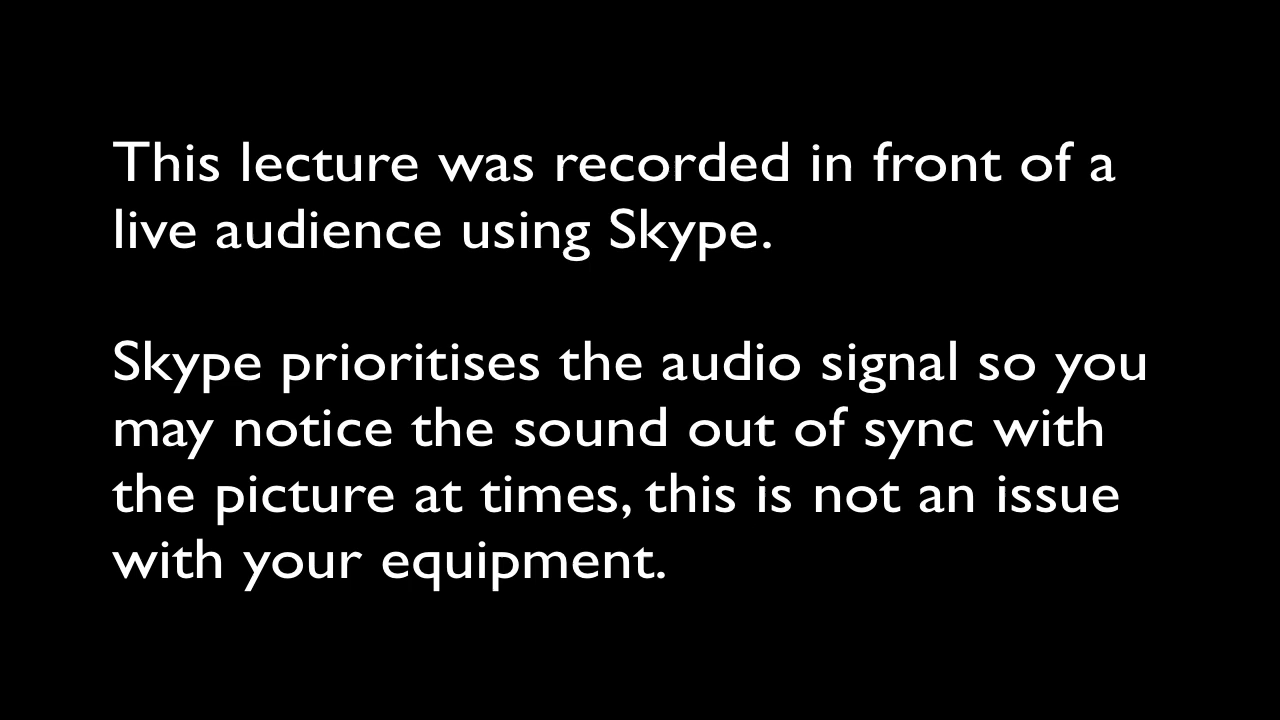 This lecture was recorded in front of a
live audience using Skype.
Skype prioritises the audio signal so you
may notice the sound out of sync with
the picture at times, this is not an issue
with your equipment.